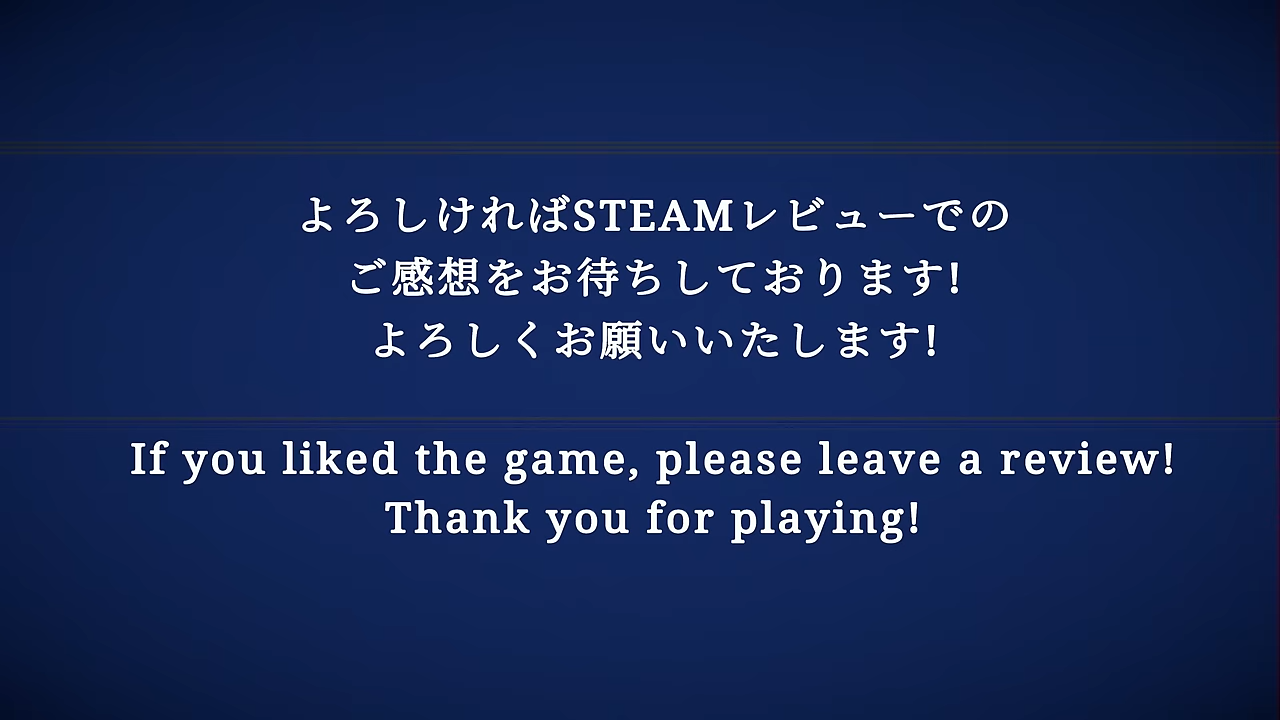 よろしければSTEAMレビューでの
ご感想をお待ちしております!
よろしくお願いいたします!
If you liked the game, please leave a review!
Thank you for playing!